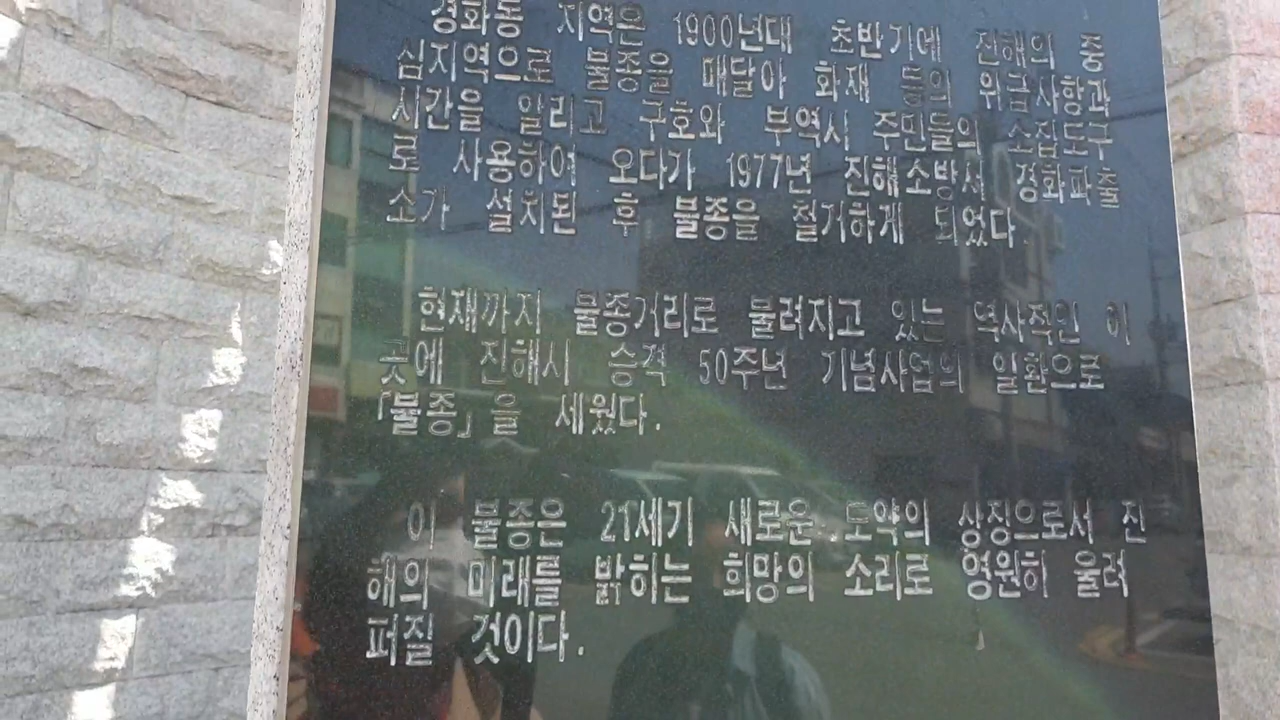 경화동 지역은 1900년대 초반기에 진해의 중
심지역으로 불종을 매달아 화재 등의 위급사항과
시간을 알리고 구호와 부역시 주민들의 소집도구
로 사용하여 오다가 1977년 진해소방서 경화파출
소가 설치된 후 불종을 철거하게 되었다.
현재까지 불종거리로 불려지고 있는 역사적인 이
곳에 진해시 승격 50주년 기념사업의 일환으로
「불종」을 세웠다.
이 불종은 21세기 새로운 도약의 상징으로서 진
해의 미래를 밝히는 희망의 소리로 영원히 울려
퍼질 것이다.